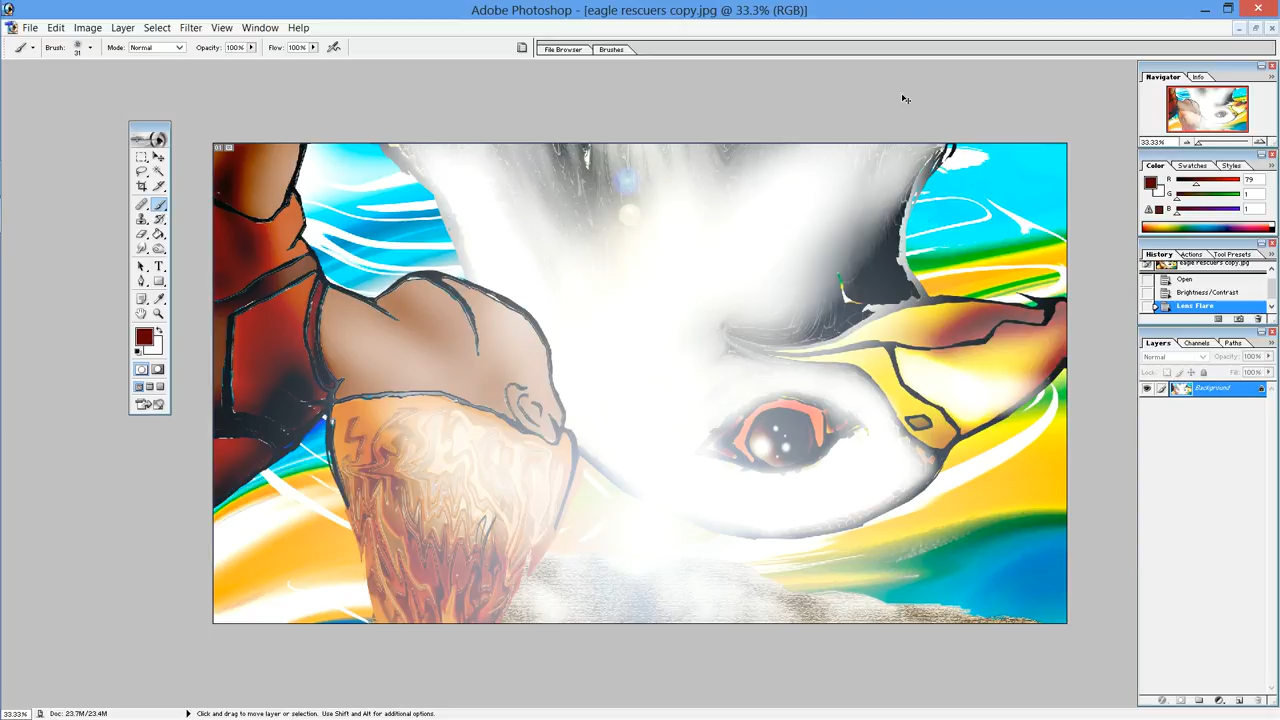 Adobe Photoshop - [eagle rescuers copy.jpg @ 33.3% (RGB)]
File Edit Image Layer Select Filter View Window Help
Brush: 31 Mode: Normal Opacity: 100% Flow: 100% File Browser Brushes
Navigator Info
33.33%
Color Swatches Styles
R 79
G 1
B 1
History Actions Tool Presets
eagle rescuers copy.jpg
Open
Brightness/Contrast
Lens Flare
Layers Channels Paths
Normal Opacity: 100%
Lock: Fill: 100%
Background
01
T
33.33% Doc: 23.7M/23.4M Click and drag to move layer or selection. Use Shift and Alt for additional options.